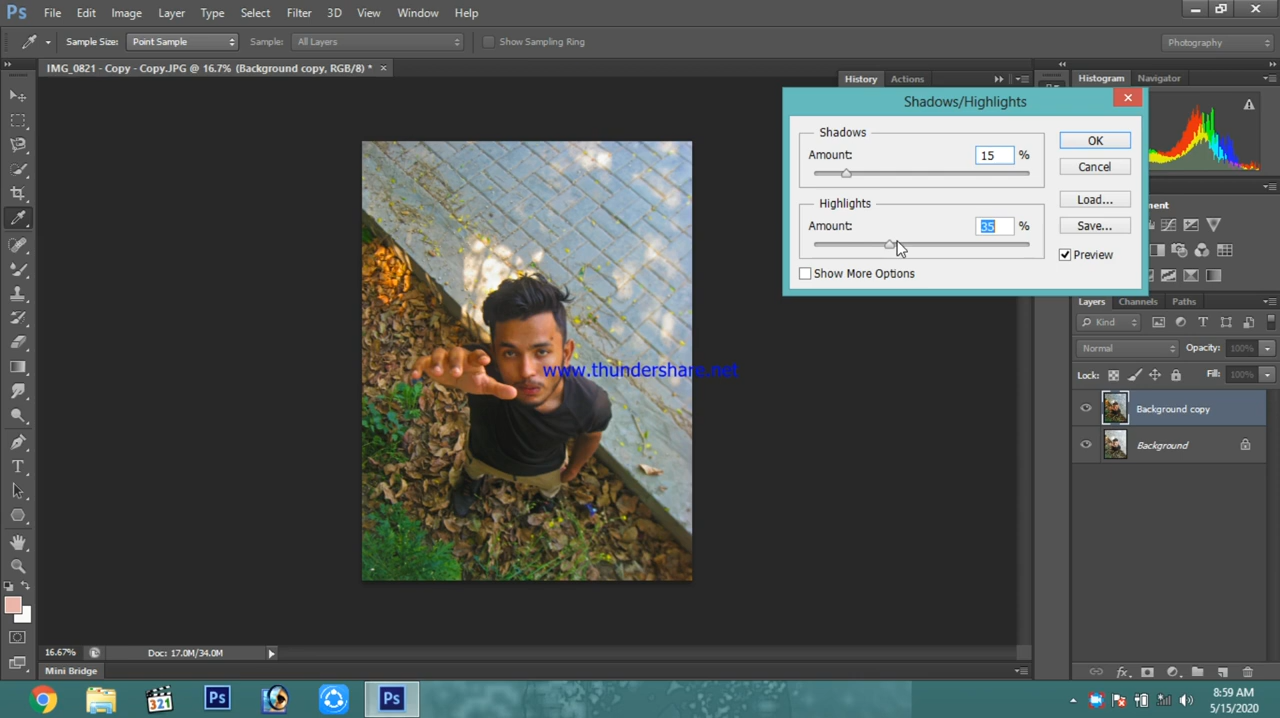 Ps File Edit Image Layer Type Select Filter 3D View Window Help
Sample Size: Point Sample Sample: All Layers Show Sampling Ring Photography
IMG_0821 - Copy - Copy.JPG @ 16.7% (Background copy, RGB/8) * ×
History Actions
Histogram Navigator
Shadows/Highlights
Shadows
Amount: 15 %
OK
Cancel
Highlights
Amount: 35 %
Load...
Save...
Preview
Show More Options
Layers Channels Paths
Kind
Normal Opacity: 100%
Lock: Fill: 100%
Background copy
Background
www.thundershare.net
16.67% Doc: 17.0M/34.0M
Mini Bridge
321
Ps
Ps
8:59 AM
5/15/2020